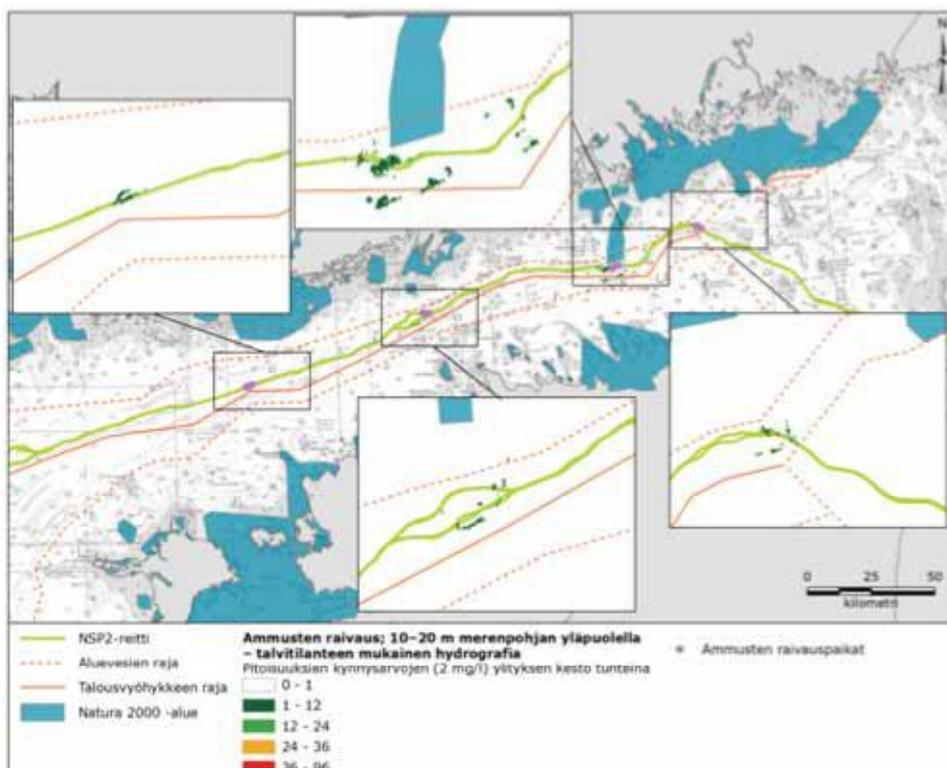 N
0 25 50
kilometri
NSP2-reitti
Aluevesien raja
Talousvyöhykkeen raja
Natura 2000 -alue
Ammusten raivaus; 10–20 m merenpohjan yläpuolella
– talvitilanteen mukainen hydrografia
Pitoisuuksien kynnysarvojen (2 mg/l) ylityksen kesto tunteina
0 - 1
1 - 12
12 - 24
24 - 36
36 - 96
Ammusten raivauspaikat